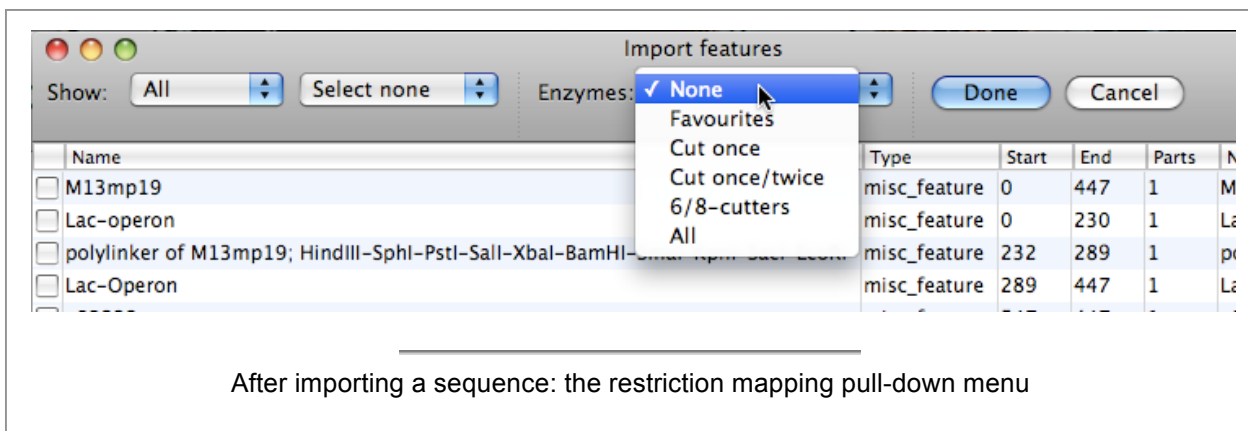 Import features
Show: All Select none Enzymes: ✓ None Done Cancel
Favourites
Cut once
Cut once/twice
6/8-cutters
All
Name Type Start End Parts
M13mp19 misc_feature 0 447 1
Lac-operon misc_feature 0 230 1
polylinker of M13mp19; HindIII-SphI-PstI-SalI-XbaI-BamHI- misc_feature 232 289 1
Lac-Operon misc_feature 289 447 1
After importing a sequence: the restriction mapping pull-down menu